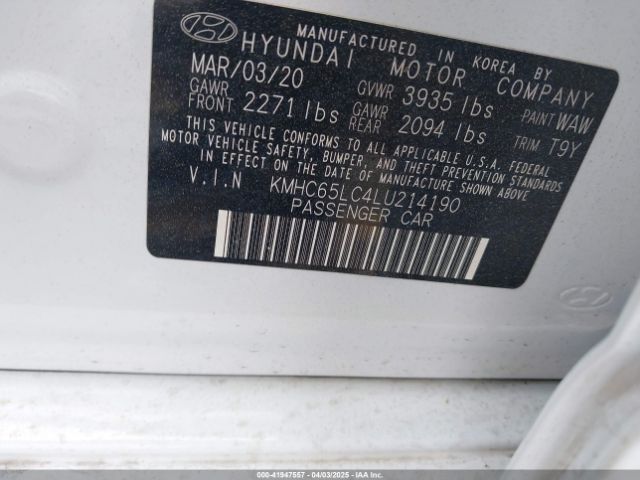 MANUFACTURED IN KOREA BY
HYUNDAI MOTOR COMPANY
MAR/03/20
GAWR FRONT 2271 lbs
GVWR 3935 lbs
GAWR REAR 2094 lbs
PAINT WAW
TRIM T9Y
THIS VEHICLE CONFORMS TO ALL APPLICABLE U.S.A. FEDERAL
MOTOR VEHICLE SAFETY, BUMPER, AND THEFT PREVENTION STANDARDS
IN EFFECT ON THE DATE OF MANUFACTURE SHOWN ABOVE.
V.I.N KMHC65LC4LU214190
PASSENGER CAR
000-41947557 - 04/03/2025 - IAA Inc.